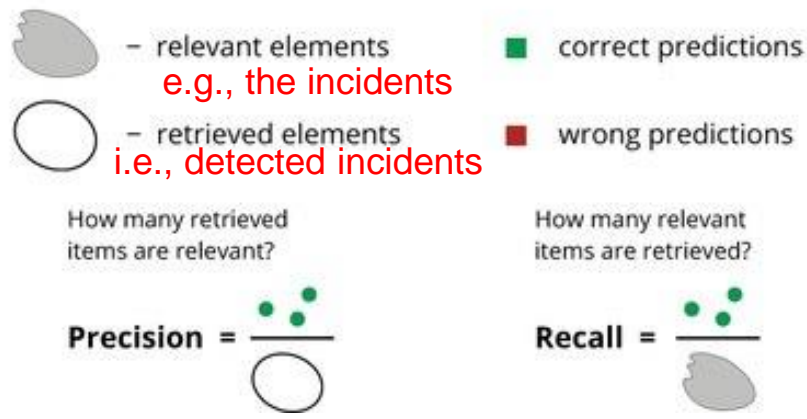 – relevant elements
e.g., the incidents
correct predictions
– retrieved elements
i.e., detected incidents
wrong predictions
How many retrieved
items are relevant?
Precision =
How many relevant
items are retrieved?
Recall =